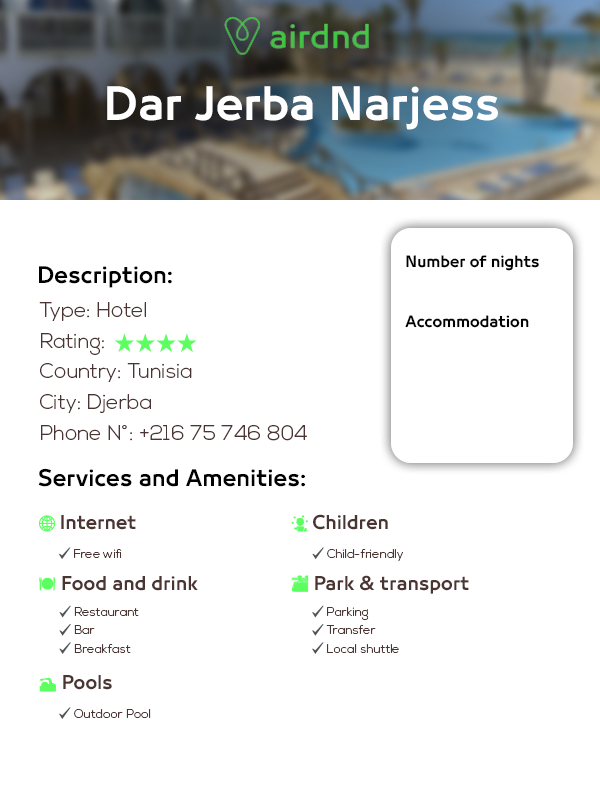 airdnd
Dar Jerba Narjess
Number of nights
Accommodation
Description:
Type: Hotel
Rating:
Country: Tunisia
City: Djerba
Phone N°: +216 75 746 804
Services and Amenities:
Internet
Free wifi
Children
Child-friendly
Food and drink
Restaurant
Bar
Breakfast
Park & transport
Parking
Transfer
Local shuttle
Pools
Outdoor Pool